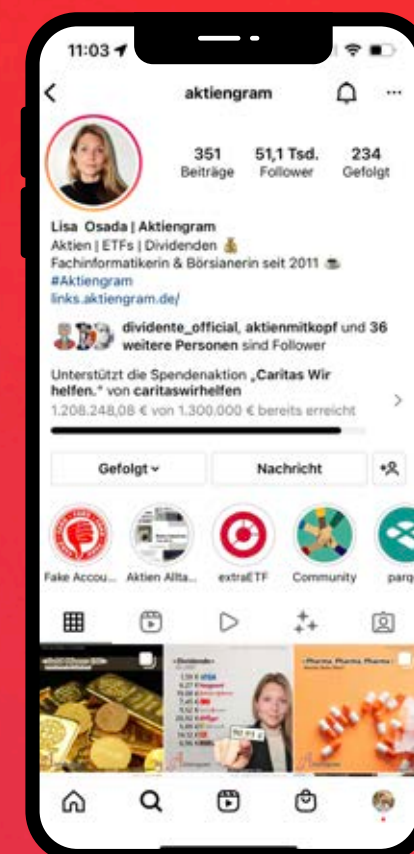 11:03
aktiengram
351 51,1 Tsd. 234
Beiträge Follower Gefolgt
Lisa Osada | Aktiengram
Aktien | ETFs | Dividenden
Fachinformatikerin & Börsianerin seit 2011
#Aktiengram
links.aktiengram.de/
dividente_official, aktienmitkopf und 36
weitere Personen sind Follower
Unterstützt die Spendenaktion „Caritas Wir
helfen." von caritaswirhelfen
1.208.248,08 € von 1.300.000 € bereits erreicht
Gefolgt Nachricht
Fake Accou... Aktien Allta... extraETF Community parq
«Dividende»
«Pharma, Pharma, Pharma»